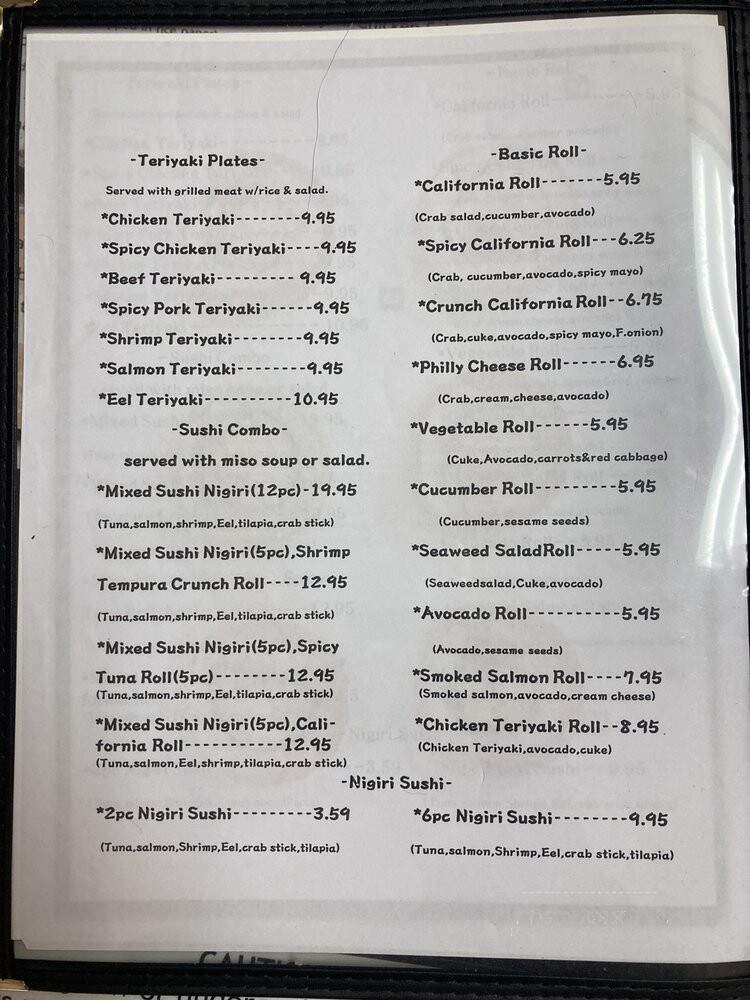 -Teriyaki Plates-
Served with grilled meat w/rice & salad.
*Chicken Teriyaki--------9.95
*Spicy Chicken Teriyaki----9.95
*Beef Teriyaki--------- 9.95
*Spicy Pork Teriyaki------9.95
*Shrimp Teriyaki--------9.95
*Salmon Teriyaki--------9.95
*Eel Teriyaki----------10.95
-Sushi Combo-
served with miso soup or salad.
*Mixed Sushi Nigiri(12pc)-19.95
(Tuna,salmon,shrimp,Eel,tilapia,crab stick)
*Mixed Sushi Nigiri(5pc),Shrimp
Tempura Crunch Roll----12.95
(Tuna,salmon,shrimp,Eel,tilapia,crab stick)
*Mixed Sushi Nigiri(5pc),Spicy
Tuna Roll(5pc)--------12.95
(Tuna,salmon,shrimp,Eel,tilapia,crab stick)
*Mixed Sushi Nigiri(5pc),Cali-
fornia Roll-----------12.95
(Tuna,salmon,Eel,shrimp,tilapia,crab stick)
-Basic Roll-
*California Roll-------5.95
(Crab salad,cucumber,avocado)
*Spicy California Roll---6.25
(Crab, cucumber,avocado,spicy mayo)
*Crunch California Roll--6.75
(Crab,cuke,avocado,spicy mayo,F.onion)
*Philly Cheese Roll------6.95
(Crab,cream,cheese,avocado)
*Vegetable Roll------5.95
(Cuke,Avocado,carrots&red cabbage)
*Cucumber Roll---------5.95
(Cucumber,sesame seeds)
*Seaweed SaladRoll-----5.95
(Seaweedsalad,Cuke,avocado)
*Avocado Roll----------5.95
(Avocado,sesame seeds)
*Smoked Salmon Roll----7.95
(Smoked salmon,avocado,cream cheese)
*Chicken Teriyaki Roll--8.95
(Chicken Teriyaki,avocado,cuke)
-Nigiri Sushi-
*2pc Nigiri Sushi---------3.59
(Tuna,salmon,Shrimp,Eel,crab stick,tilapia)
*6pc Nigiri Sushi--------9.95
(Tuna,salmon,Shrimp,Eel,crab stick,tilapia)